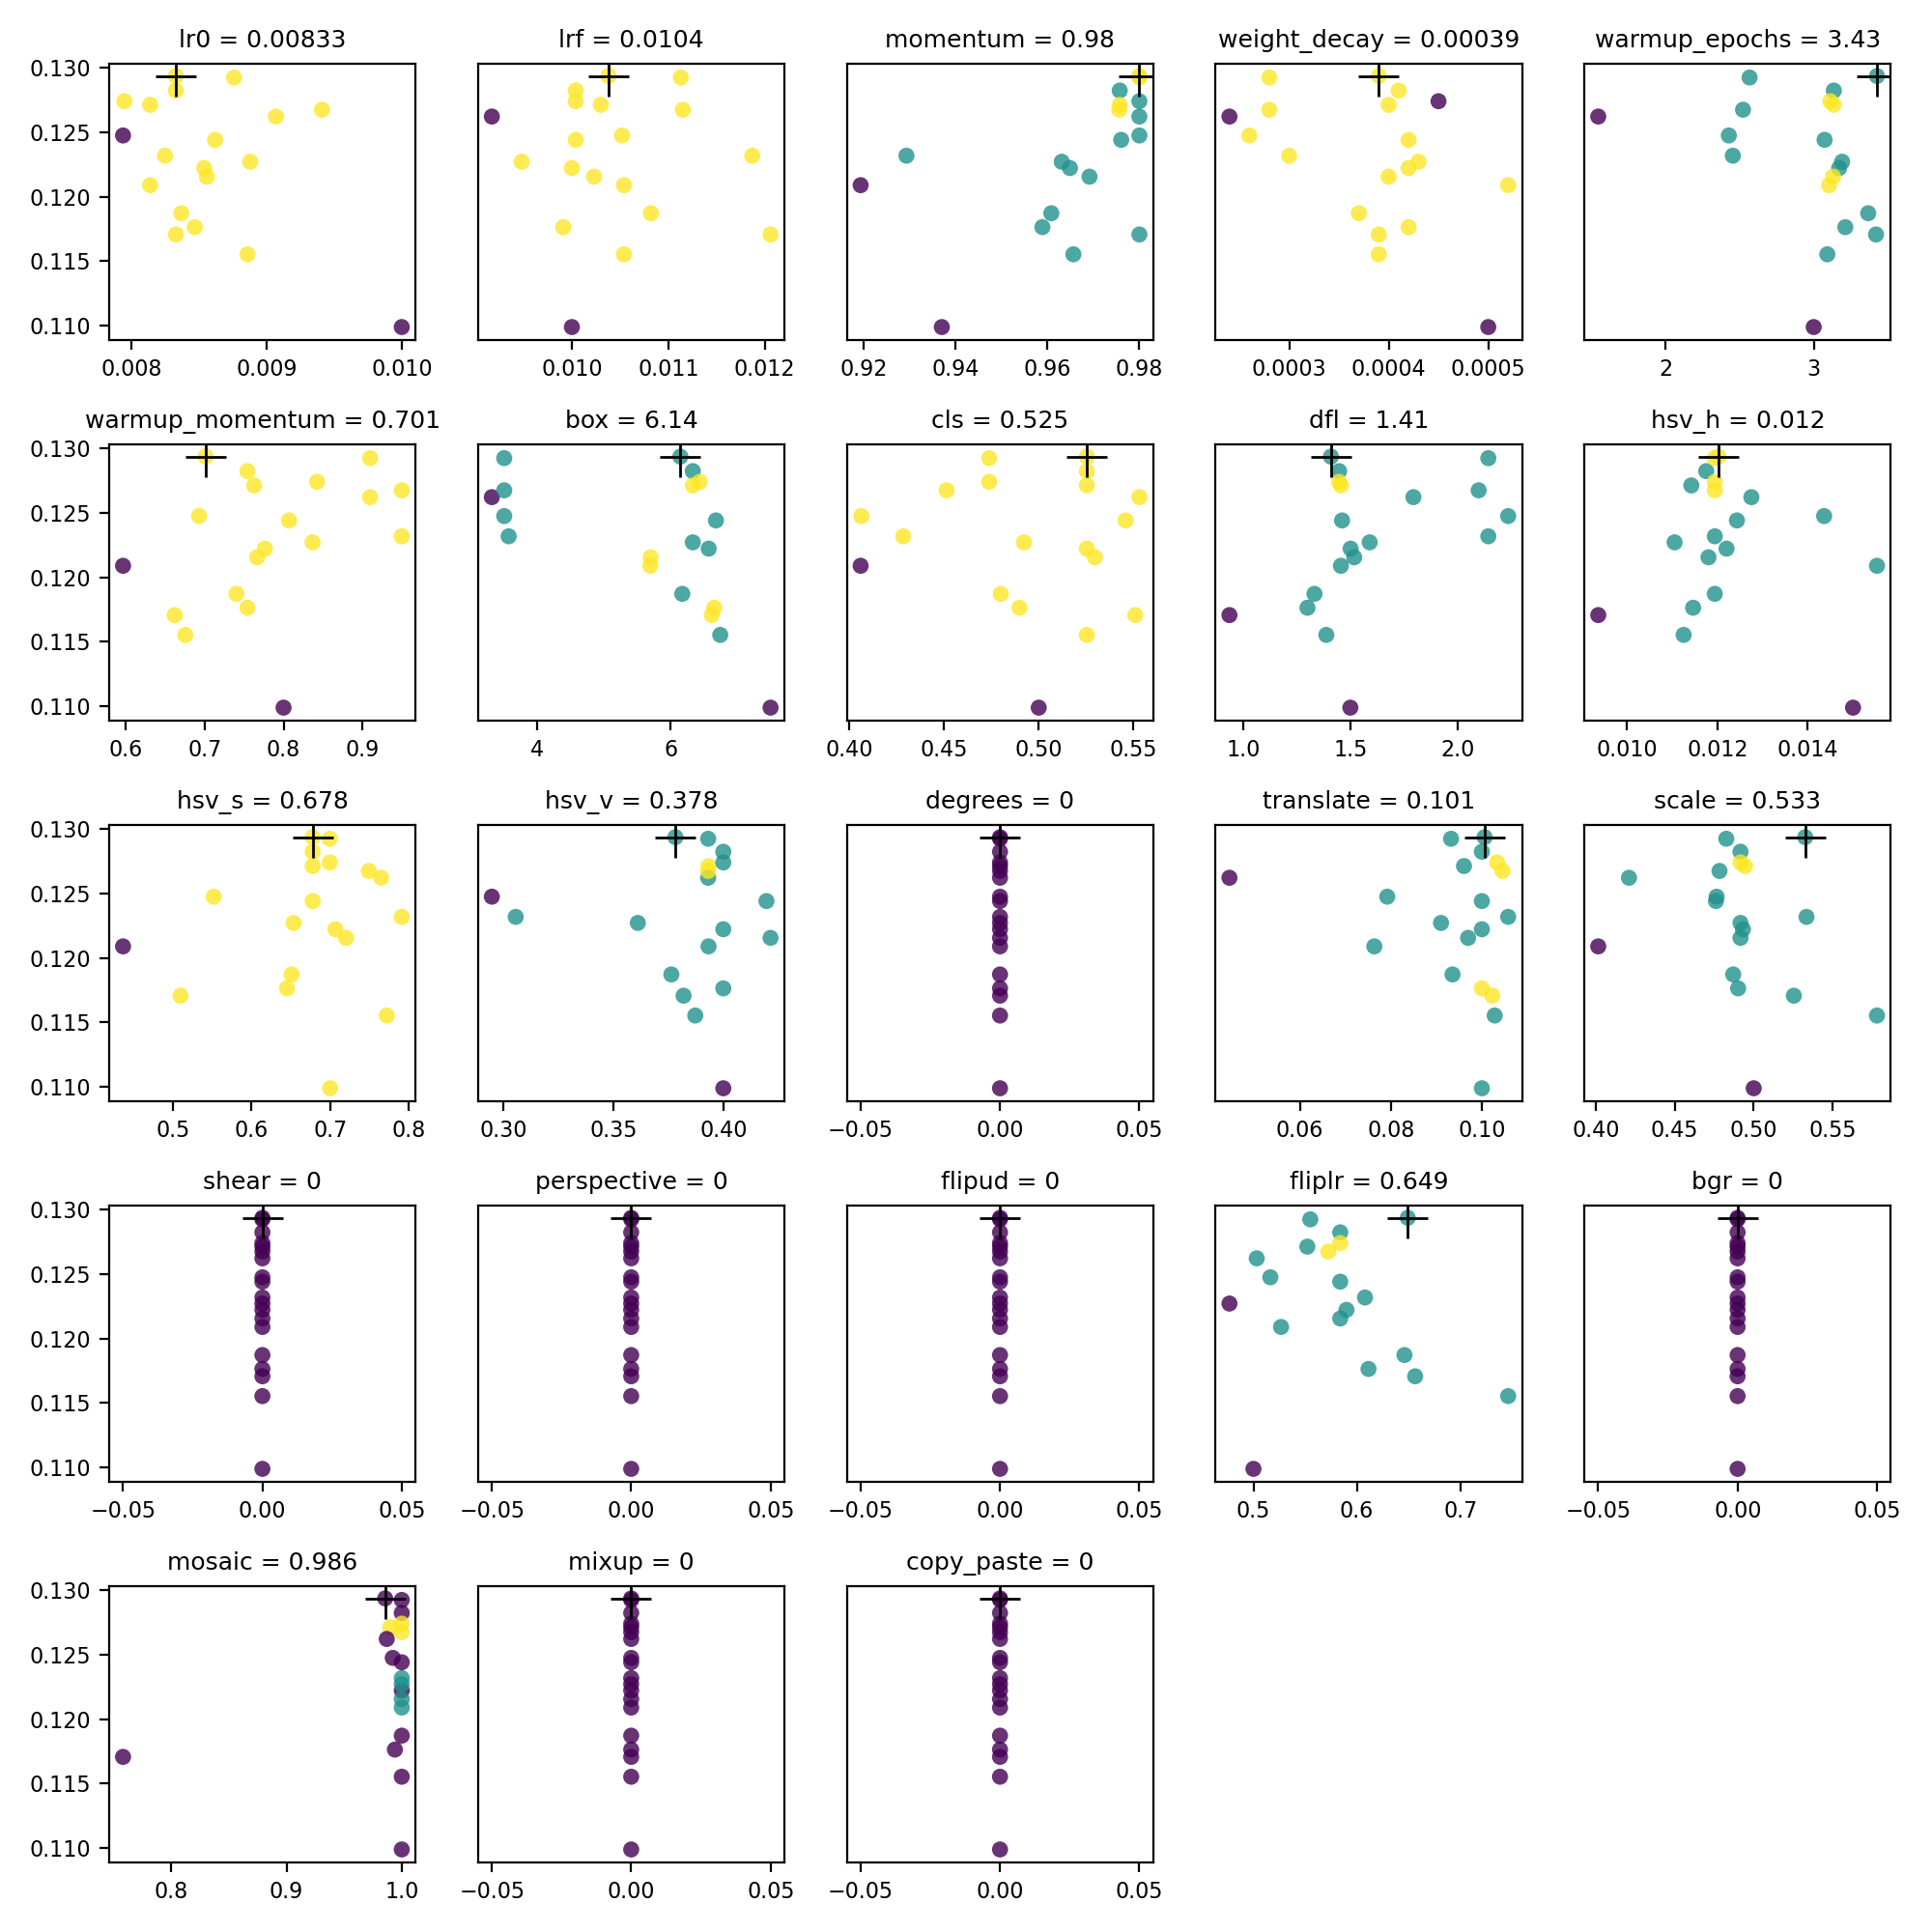 lr0 = 0.00833 lrf = 0.0104 momentum = 0.98 weight_decay = 0.00039 warmup_epochs = 3.43
0.130
0.125
0.120
0.115
0.110
0.008 0.009 0.010 0.010 0.011 0.012 0.92 0.94 0.96 0.98 0.0003 0.0004 0.0005 2 3
warmup_momentum = 0.701 box = 6.14 cls = 0.525 dfl = 1.41 hsv_h = 0.012
0.130
0.125
0.120
0.115
0.110
0.6 0.7 0.8 0.9 4 6 0.40 0.45 0.50 0.55 1.0 1.5 2.0 0.010 0.012 0.014
hsv_s = 0.678 hsv_v = 0.378 degrees = 0 translate = 0.101 scale = 0.533
0.130
0.125
0.120
0.115
0.110
0.5 0.6 0.7 0.8 0.30 0.35 0.40 −0.05 0.00 0.05 0.06 0.08 0.10 0.40 0.45 0.50 0.55
shear = 0 perspective = 0 flipud = 0 fliplr = 0.649 bgr = 0
0.130
0.125
0.120
0.115
0.110
−0.05 0.00 0.05 −0.05 0.00 0.05 −0.05 0.00 0.05 0.5 0.6 0.7 −0.05 0.00 0.05
mosaic = 0.986 mixup = 0 copy_paste = 0
0.130
0.125
0.120
0.115
0.110
0.8 0.9 1.0 −0.05 0.00 0.05 −0.05 0.00 0.05